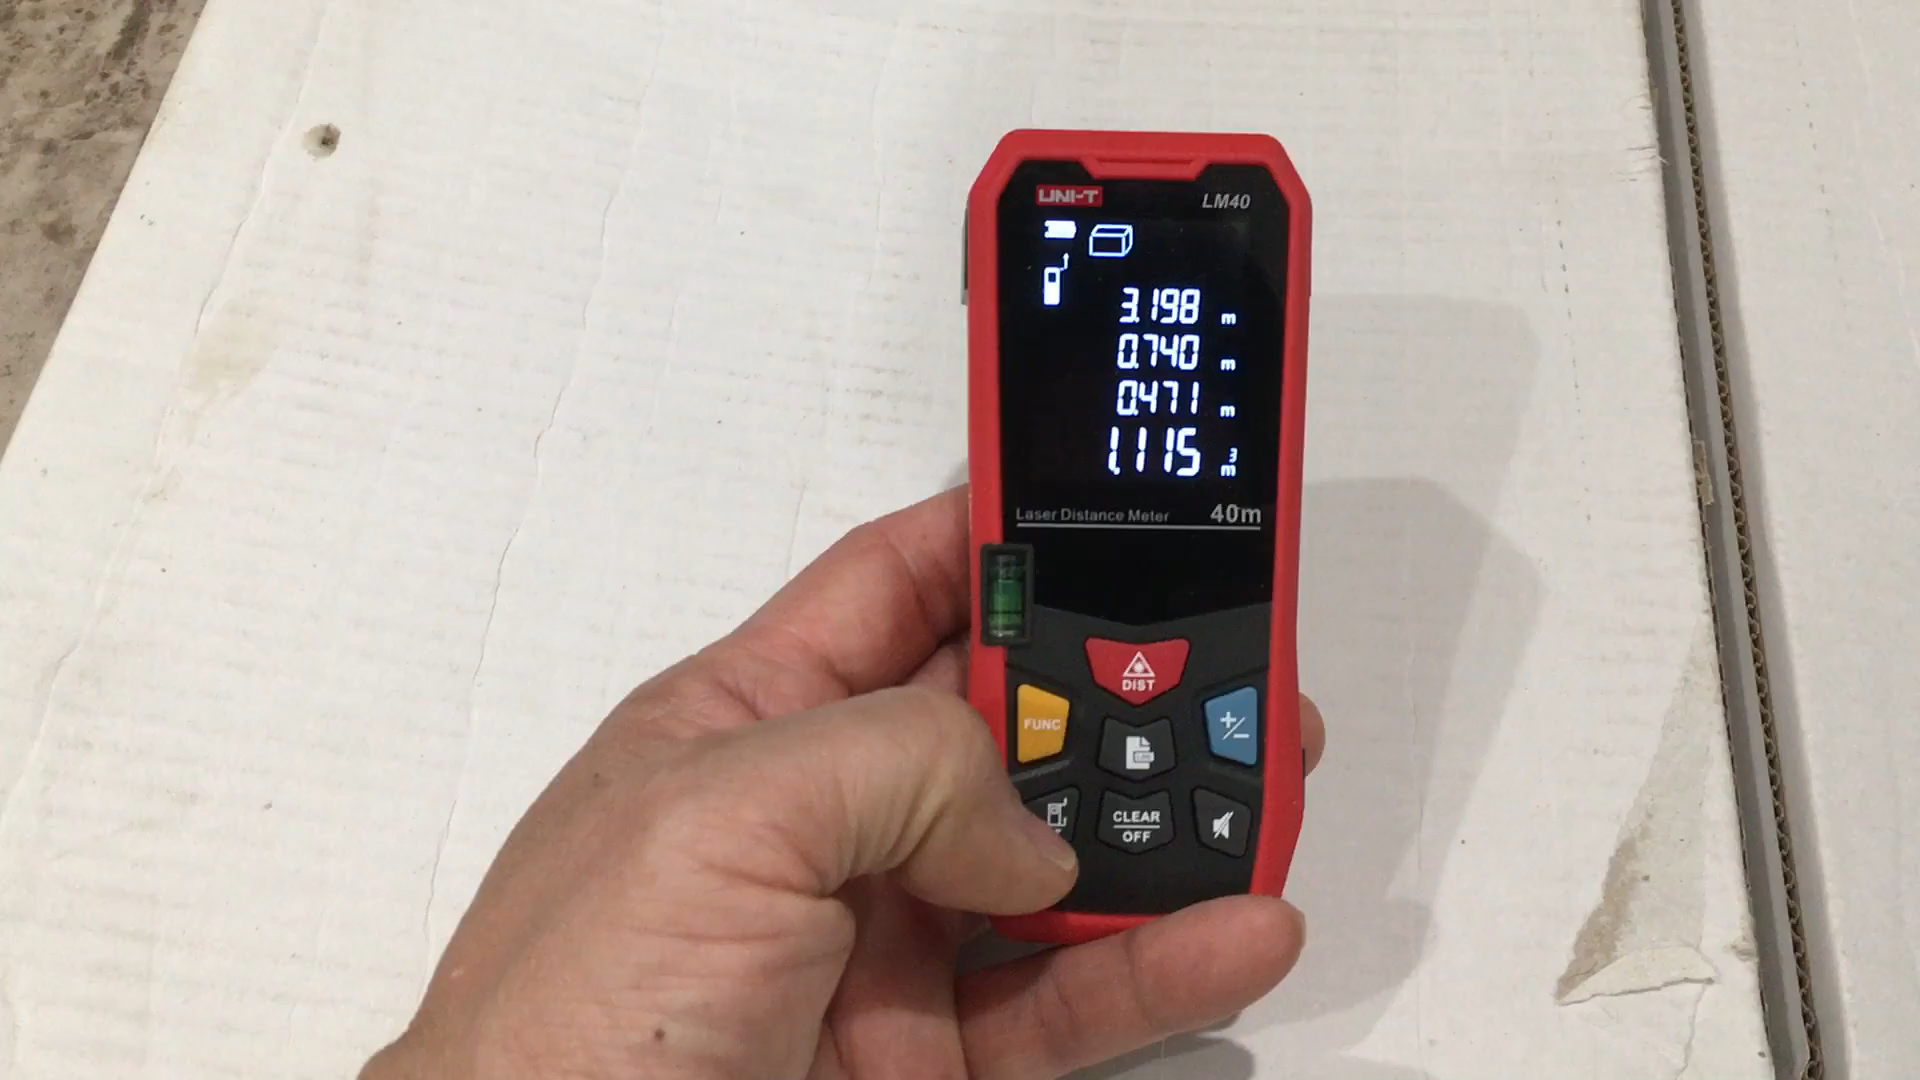 UNI-T LM40
3.198 m
0.740 m
0.471 m
1.115 m³
Laser Distance Meter 40m
DIST
FUNC
+/−
CLEAR
OFF